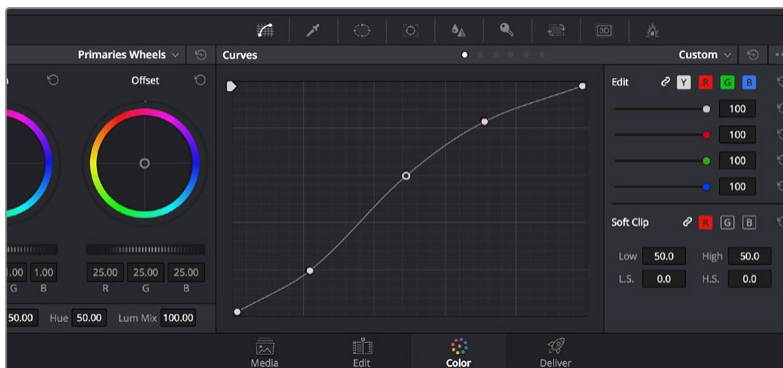 3D
Primaries Wheels
Curves
Custom
Offset
Edit Y R G B
100
100
100
100
Soft Clip R G B
Low 50.0 High 50.0
L.S. 0.0 H.S. 0.0
1.00 1.00 25.00 25.00 25.00
G B R G B
50.00 Hue 50.00 Lum Mix 100.00
Media Edit Color Deliver